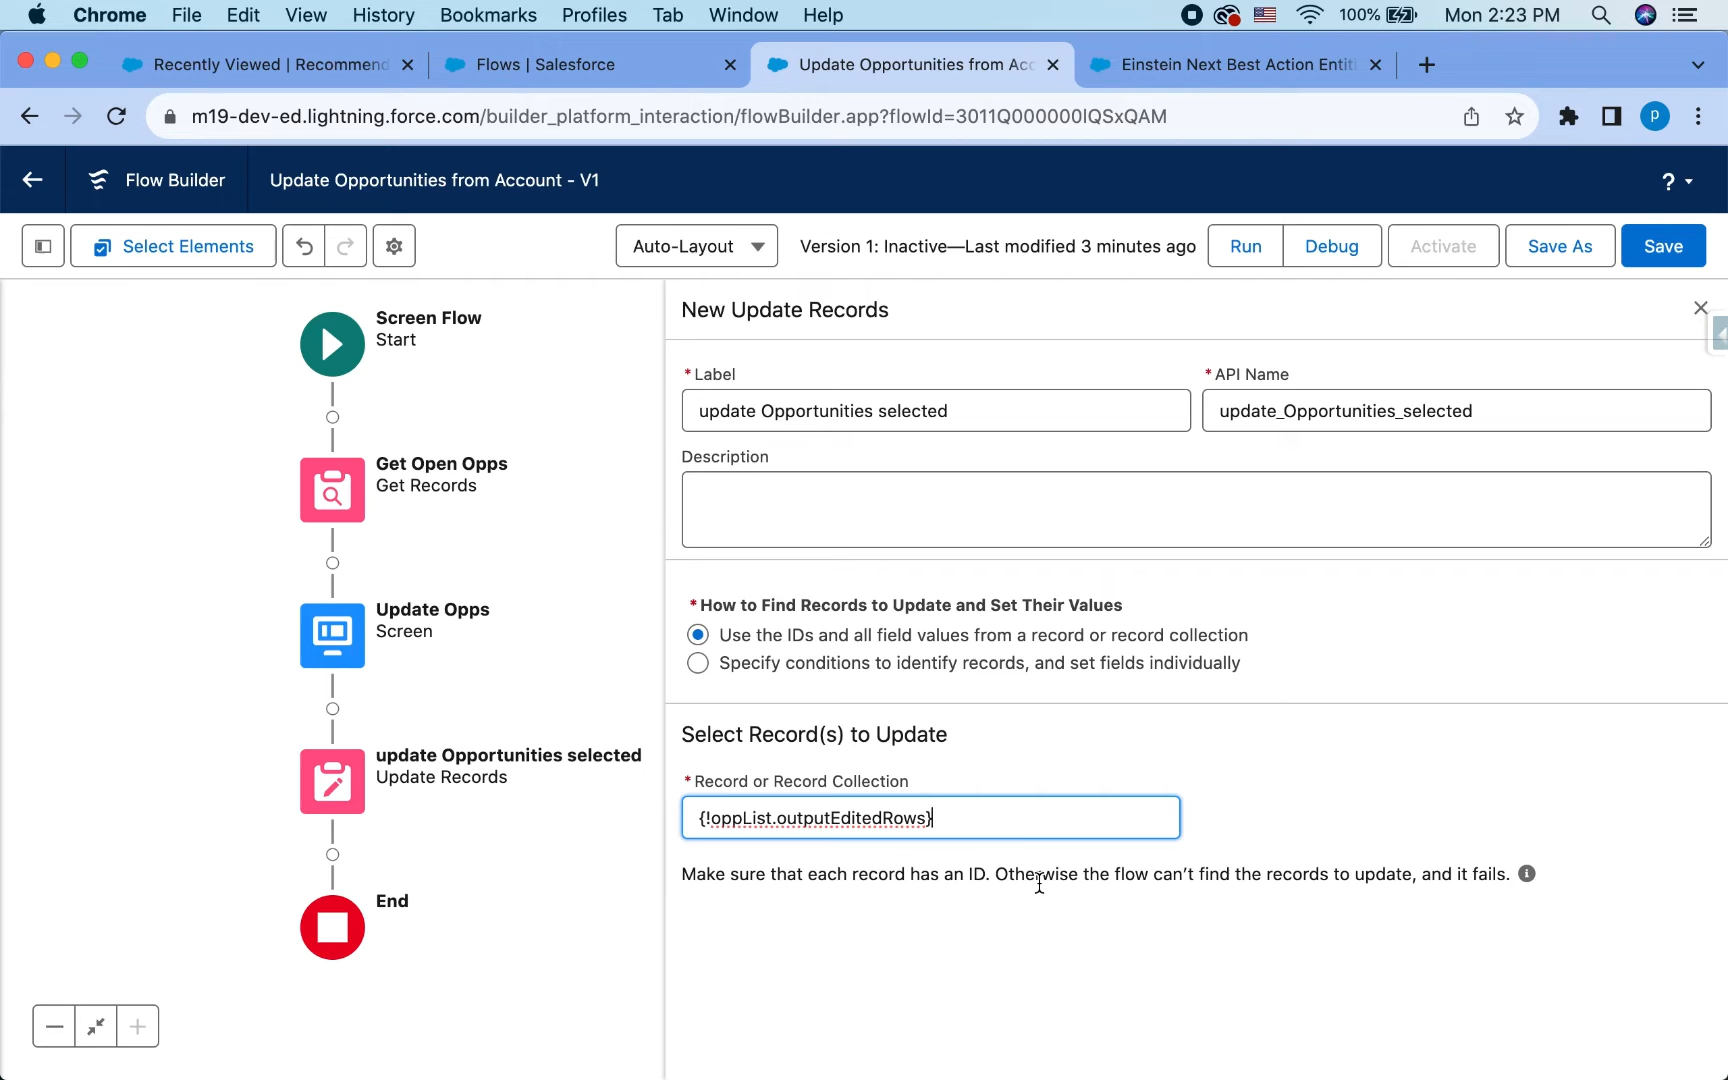 Chrome File Edit View History Bookmarks Profiles Tab Window Help 100% Mon 2:23 PM
Recently Viewed | Recommend Flows | Salesforce Update Opportunities from Acc Einstein Next Best Action Entit
m19-dev-ed.lightning.force.com/builder_platform_interaction/flowBuilder.app?flowId=3011Q000000IQSxQAM P
Flow Builder Update Opportunities from Account - V1 ?
Select Elements Auto-Layout Version 1: Inactive—Last modified 3 minutes ago Run Debug Activate Save As Save
Screen Flow
Start
Get Open Opps
Get Records
Update Opps
Screen
update Opportunities selected
Update Records
End
New Update Records
* Label * API Name
update Opportunities selected update_Opportunities_selected
Description
* How to Find Records to Update and Set Their Values
Use the IDs and all field values from a record or record collection
Specify conditions to identify records, and set fields individually
Select Record(s) to Update
* Record or Record Collection
{!oppList.outputEditedRows}
Make sure that each record has an ID. Otherwise the flow can't find the records to update, and it fails.